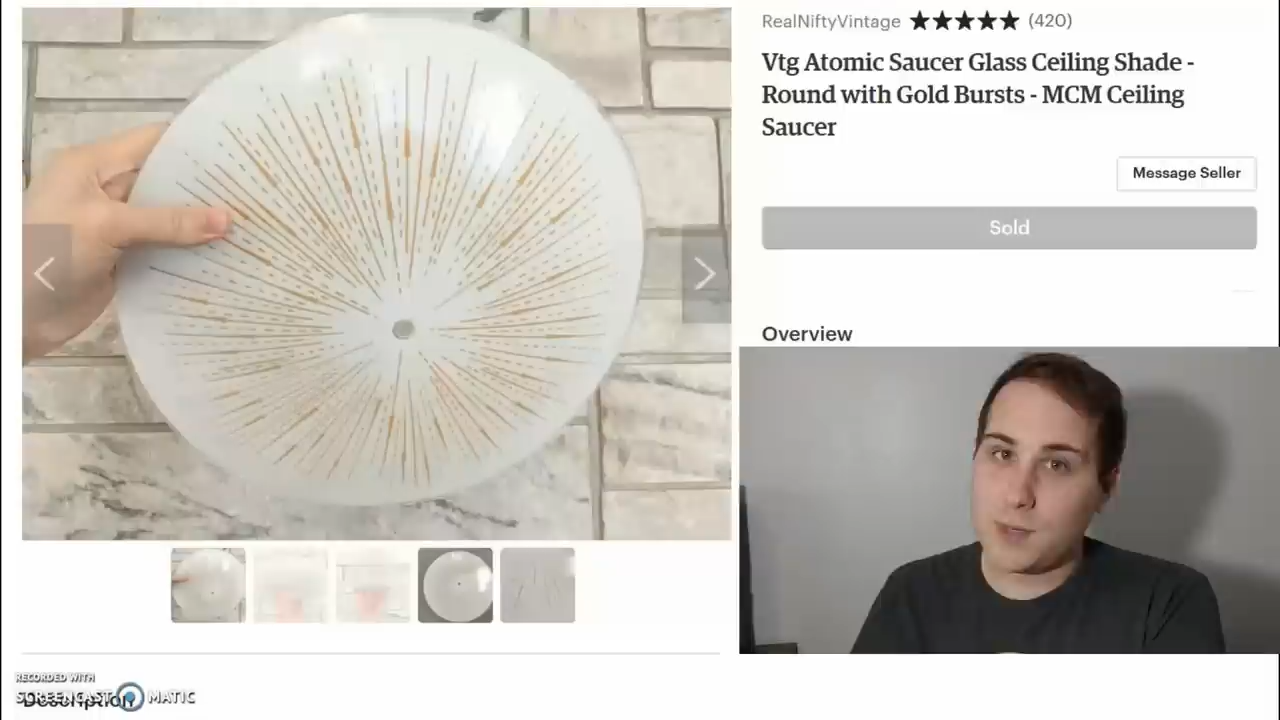 RealNiftyVintage ★★★★★ (420)
Vtg Atomic Saucer Glass Ceiling Shade -
Round with Gold Bursts - MCM Ceiling
Saucer
Message Seller
Sold
Overview
RECORDED WITH
SCREENCAST MATIC
Description